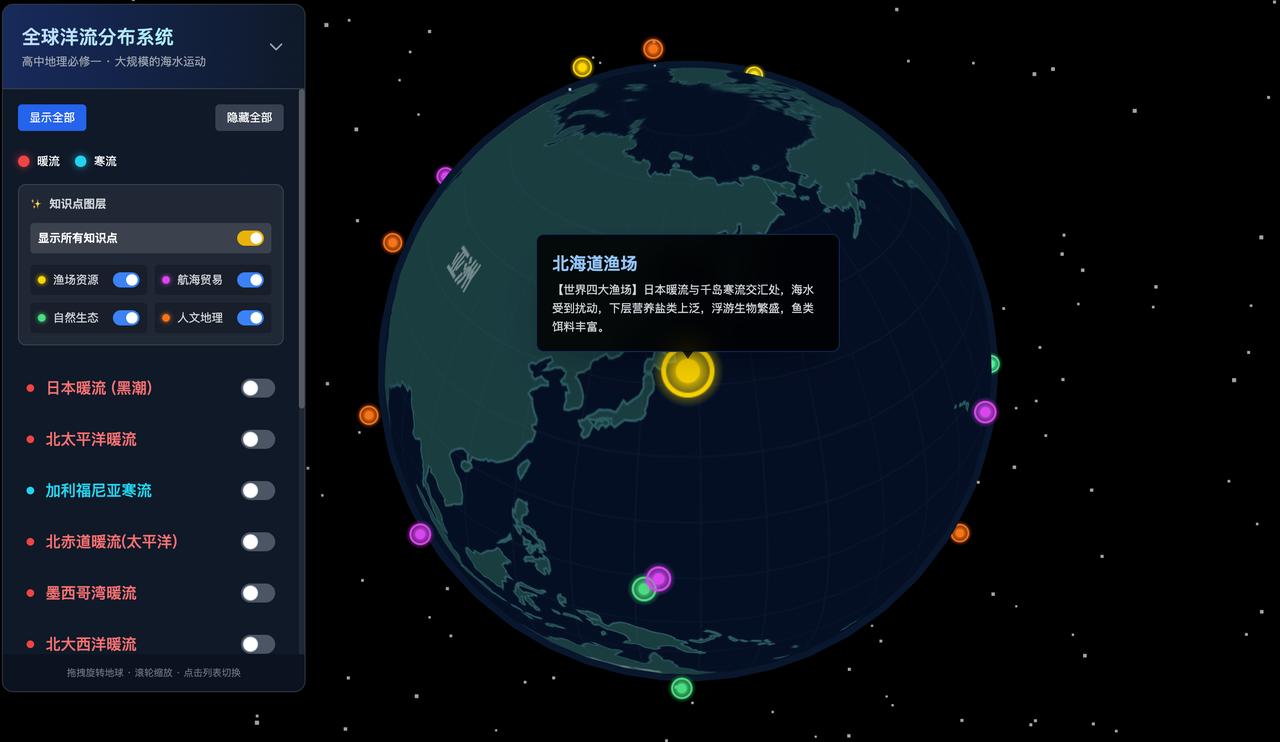 全球洋流分布系统
高中地理必修一 · 大规模的海水运动
显示全部
隐藏全部
暖流
寒流
✨ 知识点图层
显示所有知识点
渔场资源
航海贸易
自然生态
人文地理
日本暖流 (黑潮)
北太平洋暖流
加利福尼亚寒流
北赤道暖流(太平洋)
墨西哥湾暖流
北大西洋暖流
拖拽旋转地球 · 滚轮缩放 · 点击列表切换
亚洲
北海道渔场
【世界四大渔场】日本暖流与千岛寒流交汇处，海水
受到扰动，下层营养盐类上泛，浮游生物繁盛，鱼类
饵料丰富。